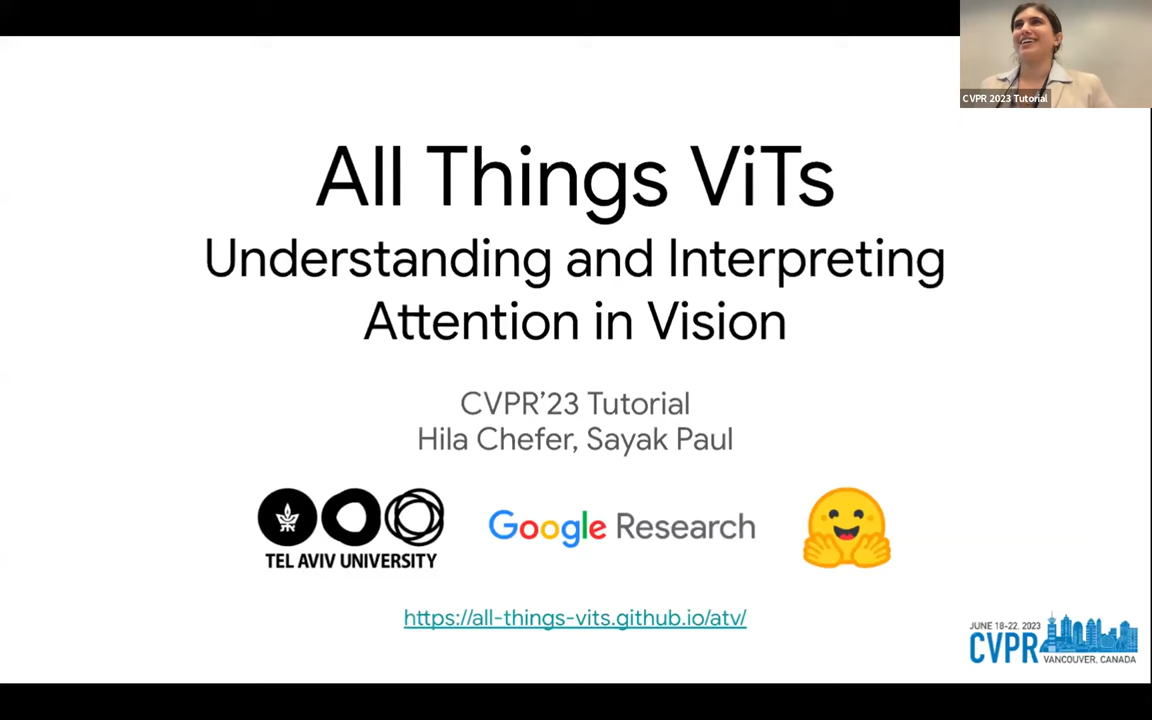 CVPR 2023 Tutorial
All Things ViTs
Understanding and Interpreting
Attention in Vision
CVPR'23 Tutorial
Hila Chefer, Sayak Paul
TEL AVIV UNIVERSITY
Google Research
https://all-things-vits.github.io/atv/
JUNE 18-22, 2023
CVPR
VANCOUVER, CANADA